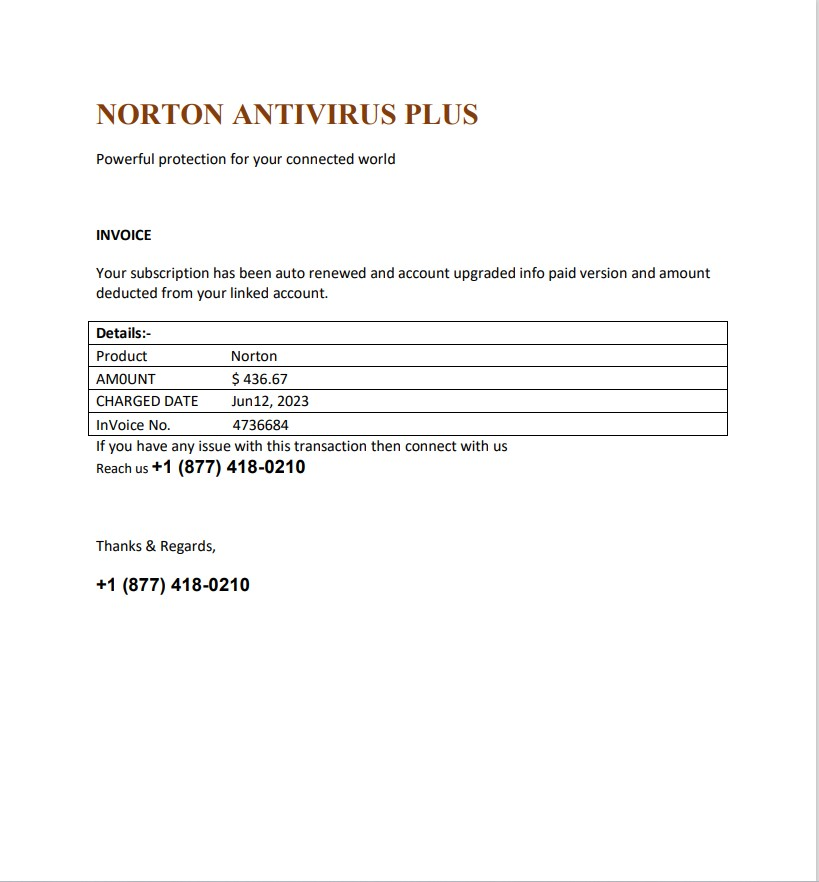 NORTON ANTIVIRUS PLUS
Powerful protection for your connected world
INVOICE
Your subscription has been auto renewed and account upgraded info paid version and amount
deducted from your linked account.
Details:-
Product Norton
AM0UNT $ 436.67
CHARGED DATE Jun12, 2023
InVoice No. 4736684
If you have any issue with this transaction then connect with us
Reach us +1 (877) 418-0210
Thanks & Regards,
+1 (877) 418-0210